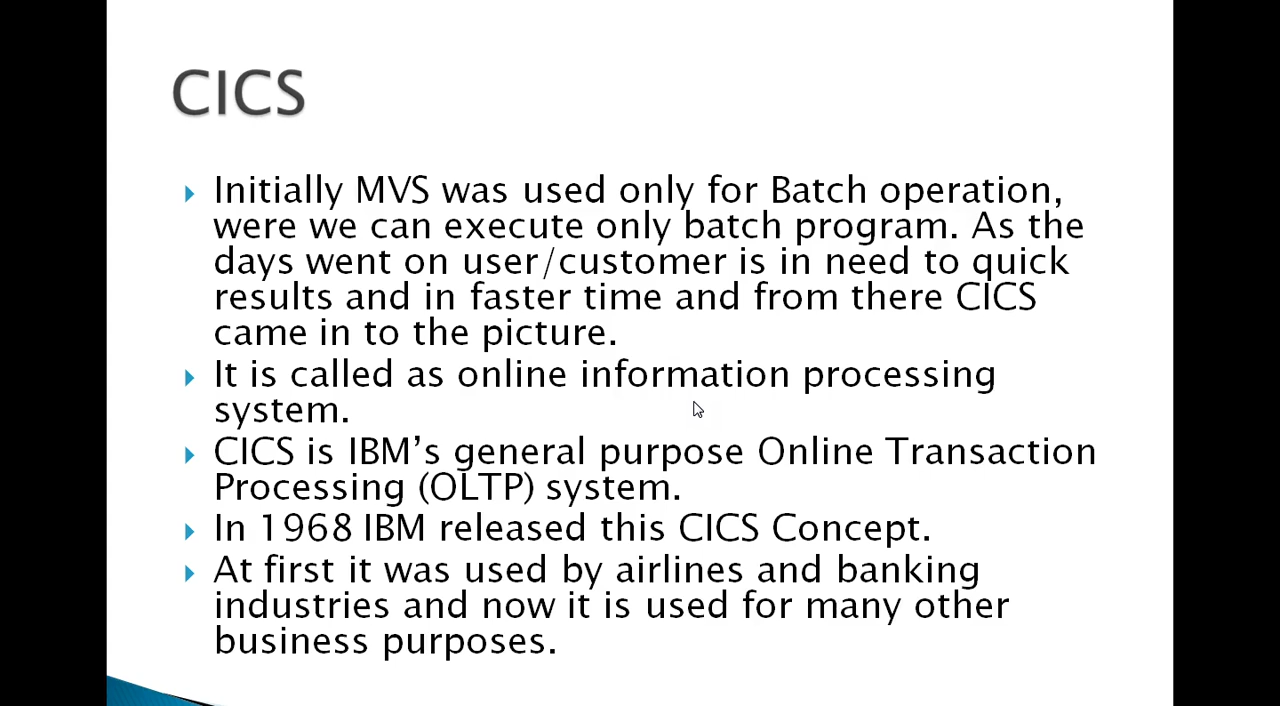 CICS
Initially MVS was used only for Batch operation,
were we can execute only batch program. As the
days went on user/customer is in need to quick
results and in faster time and from there CICS
came in to the picture.
It is called as online information processing
system.
CICS is IBM’s general purpose Online Transaction
Processing (OLTP) system.
In 1968 IBM released this CICS Concept.
At first it was used by airlines and banking
industries and now it is used for many other
business purposes.